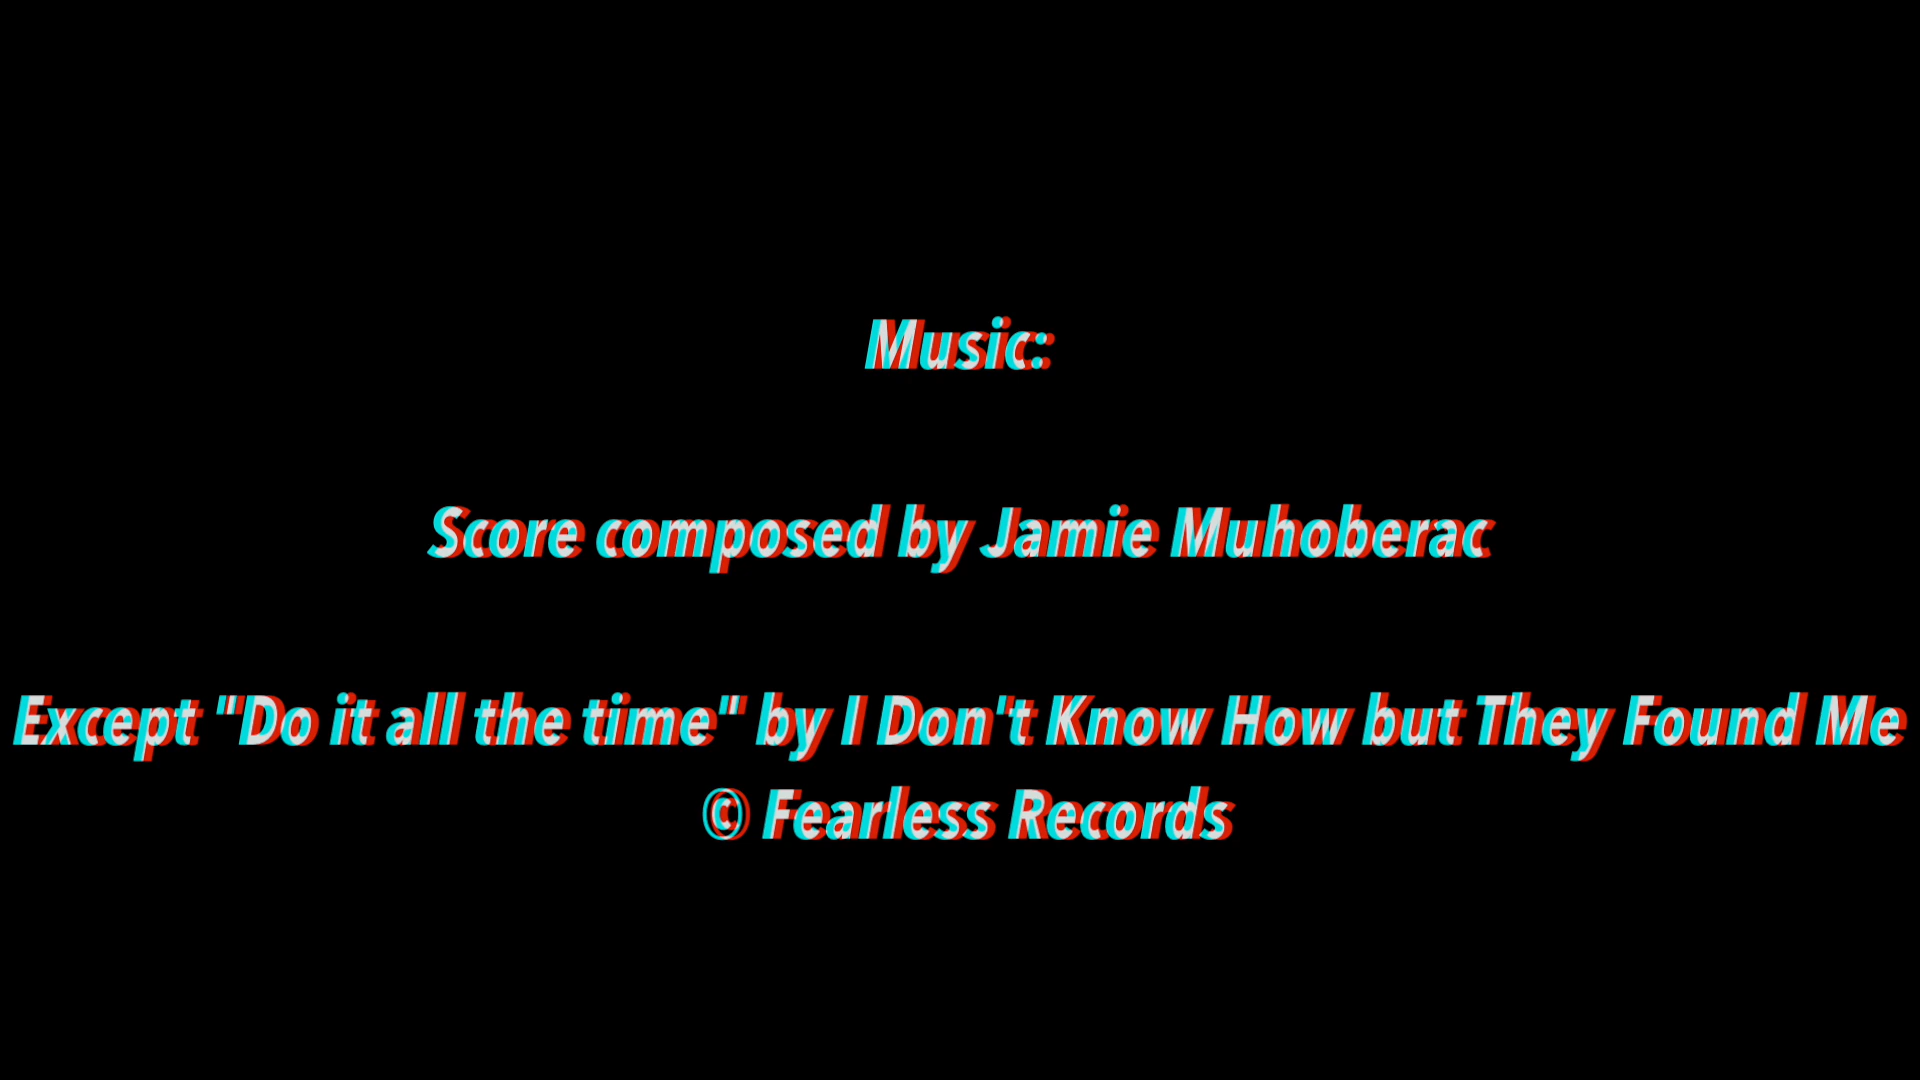 Music:
Score composed by Jamie Muhoberac
Except "Do it all the time" by I Don't Know How but They Found Me
© Fearless Records